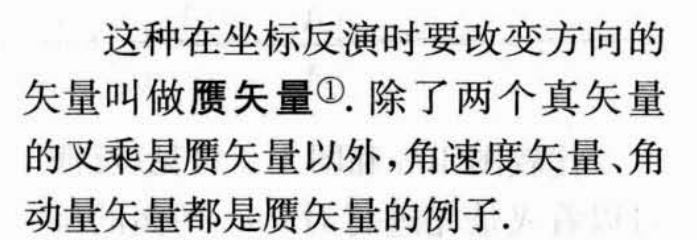 这种在坐标反演时要改变方向的
矢量叫做赝矢量①. 除了两个真矢量
的叉乘是赝矢量以外,角速度矢量、角
动量矢量都是赝矢量的例子.